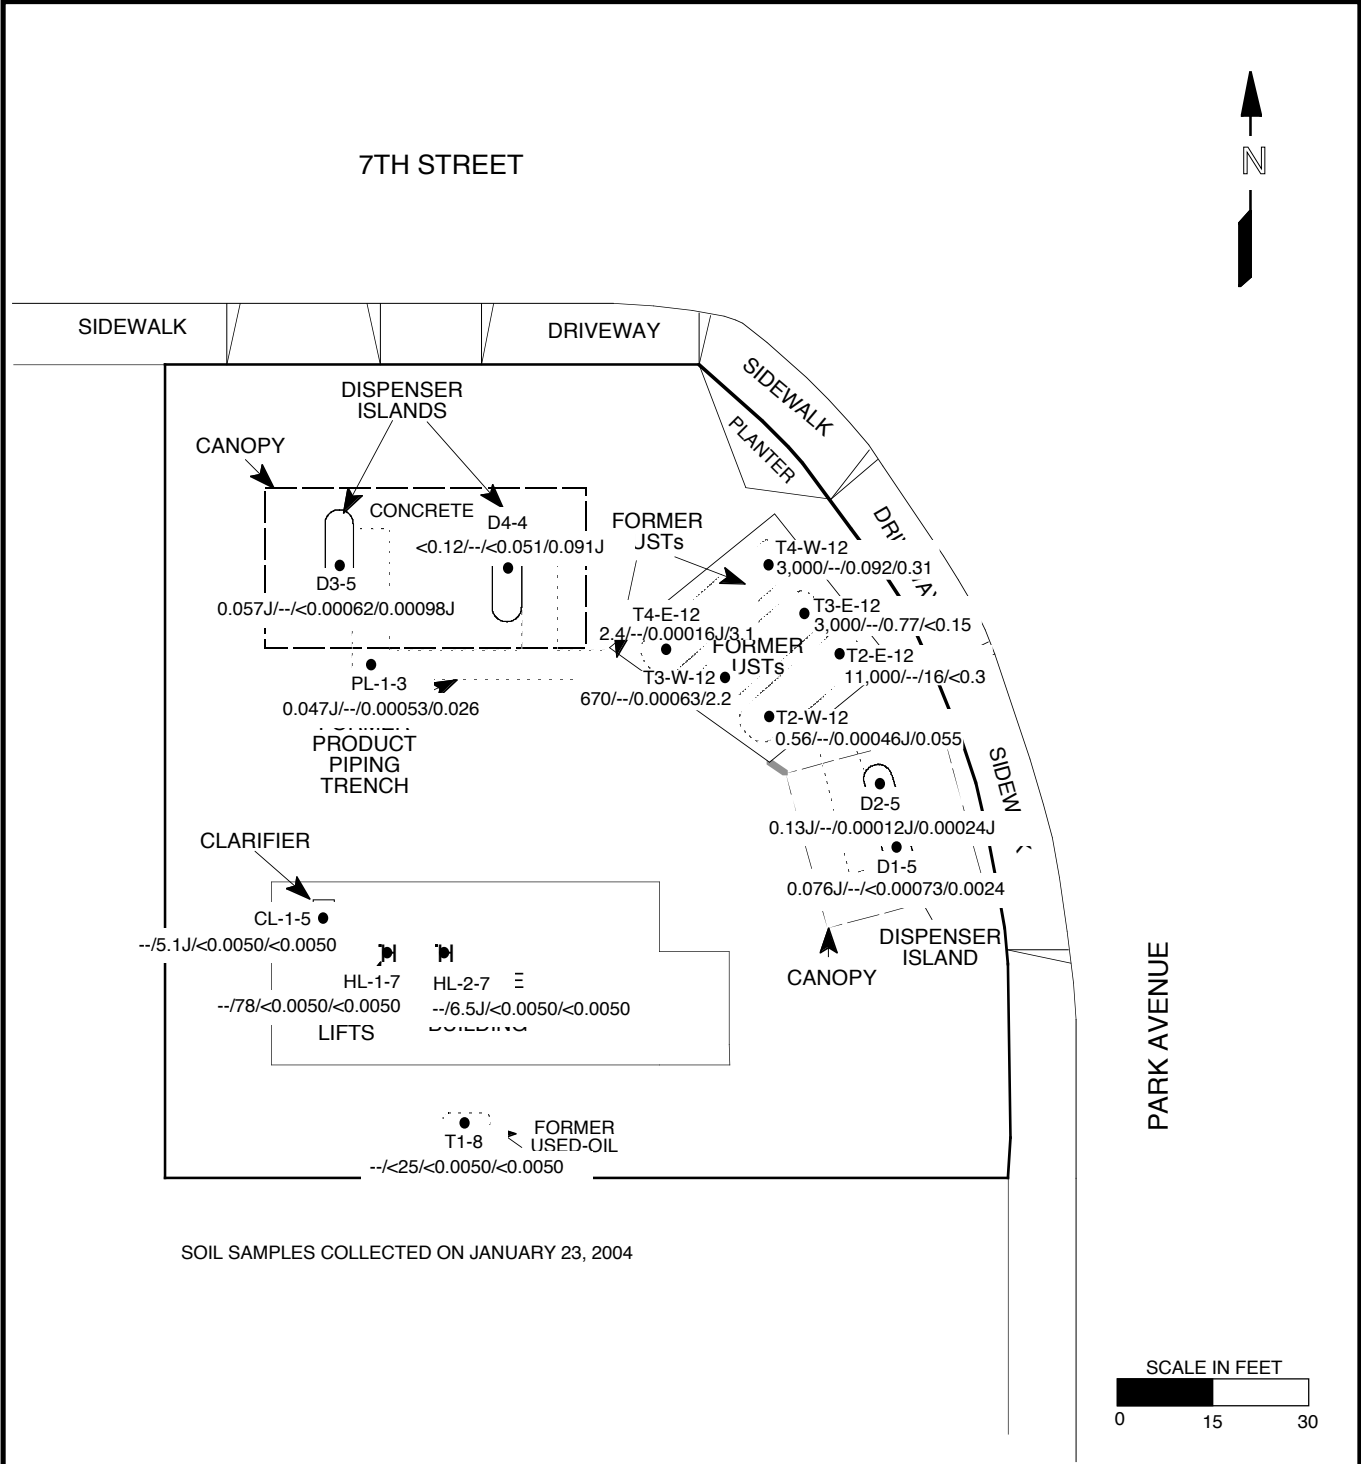 N
7TH STREET
SIDEWALK
DRIVEWAY
SIDEWALK
PLANTER
DISPENSER
ISLANDS
CANOPY
CONCRETE
D4-4
<0.12/--/<0.051/0.091J
D3-5
0.057J/--/<0.00062/0.00098J
FORMER
USTs
T4-W-12
3,000/--/0.092/0.31
T3-E-12
3,000/--/0.77/<0.15
T4-E-12
2.4/--/0.00016J/3.1
FORMER
USTs
T2-E-12
11,000/--/16/<0.3
T3-W-12
670/--/0.00063/2.2
T2-W-12
0.56/--/0.00046J/0.055
PL-1-3
0.047J/--/0.00053/0.026
FORMER
PRODUCT
PIPING
TRENCH
D2-5
0.13J/--/0.00012J/0.00024J
D1-5
0.076J/--/<0.00073/0.0024
DISPENSER
ISLAND
CANOPY
CLARIFIER
CL-1-5
--/5.1J/<0.0050/<0.0050
HL-1-7
--/78/<0.0050/<0.0050
LIFTS
HL-2-7
--/6.5J/<0.0050/<0.0050
BUILDING
T1-8
--/<25/<0.0050/<0.0050
FORMER
USED-OIL
PARK AVENUE
SOIL SAMPLES COLLECTED ON JANUARY 23, 2004
SCALE IN FEET
0 15 30